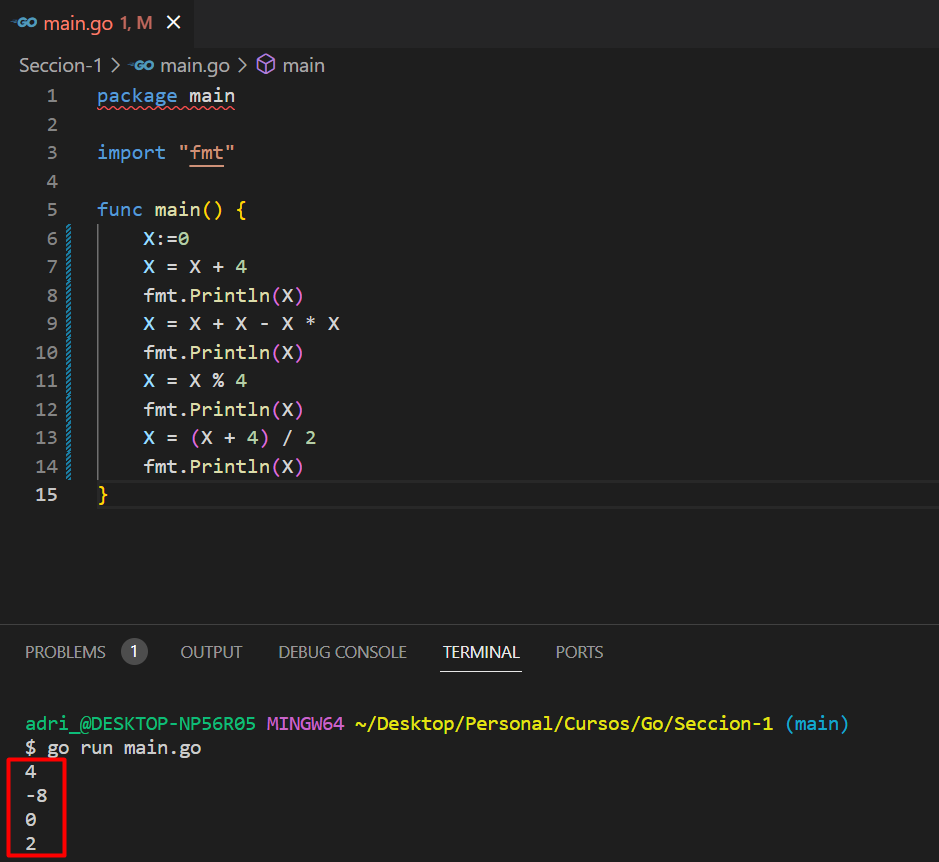 GO main.go 1, M ✕
Seccion-1 > GO main.go > main
1 package main
2
3 import "fmt"
4
5 func main() {
6     X:=0
7     X = X + 4
8     fmt.Println(X)
9     X = X + X - X * X
10     fmt.Println(X)
11     X = X % 4
12     fmt.Println(X)
13     X = (X + 4) / 2
14     fmt.Println(X)
15 }
PROBLEMS 1 OUTPUT DEBUG CONSOLE TERMINAL PORTS
adri_@DESKTOP-NP56R05 MINGW64 ~/Desktop/Personal/Cursos/Go/Seccion-1 (main)
$ go run main.go
4
-8
0
2